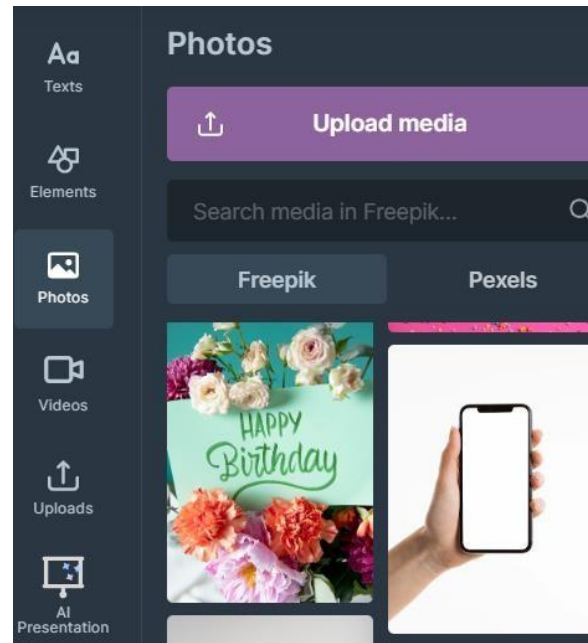 Aa
Texts
Elements
Photos
Videos
Uploads
AI
Presentation
Photos
Upload media
Search media in Freepik...
Freepik
Pexels
HAPPY
Birthday